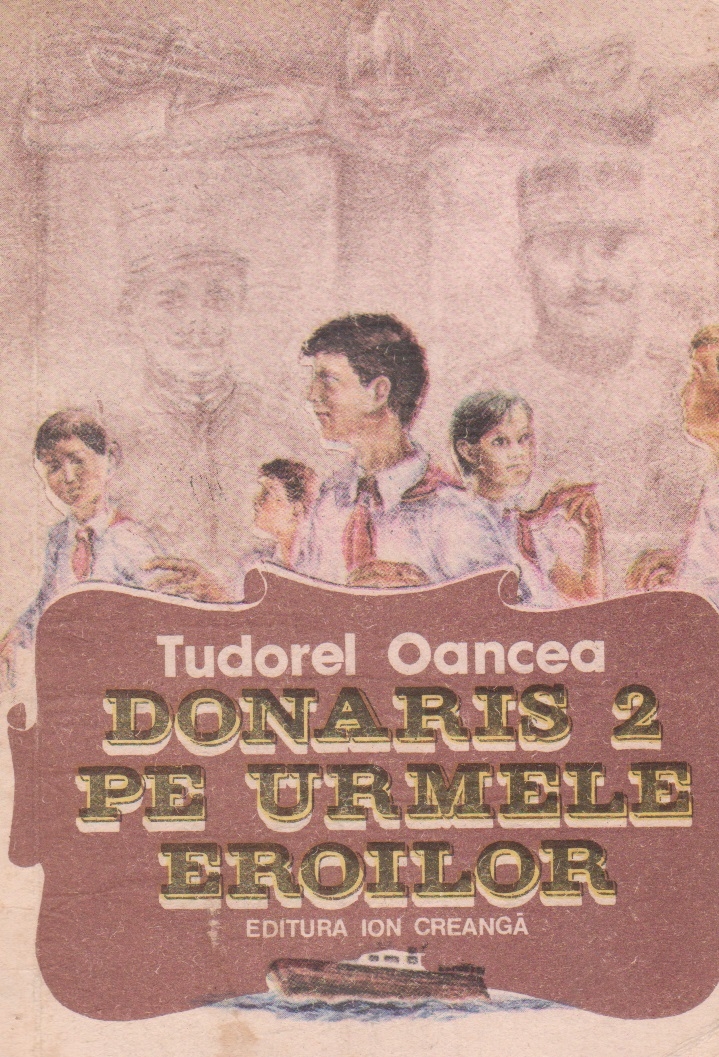 Tudorel Oancea
DONARIS 2
PE URMELE
EROILOR
EDITURA ION CREANGĂ